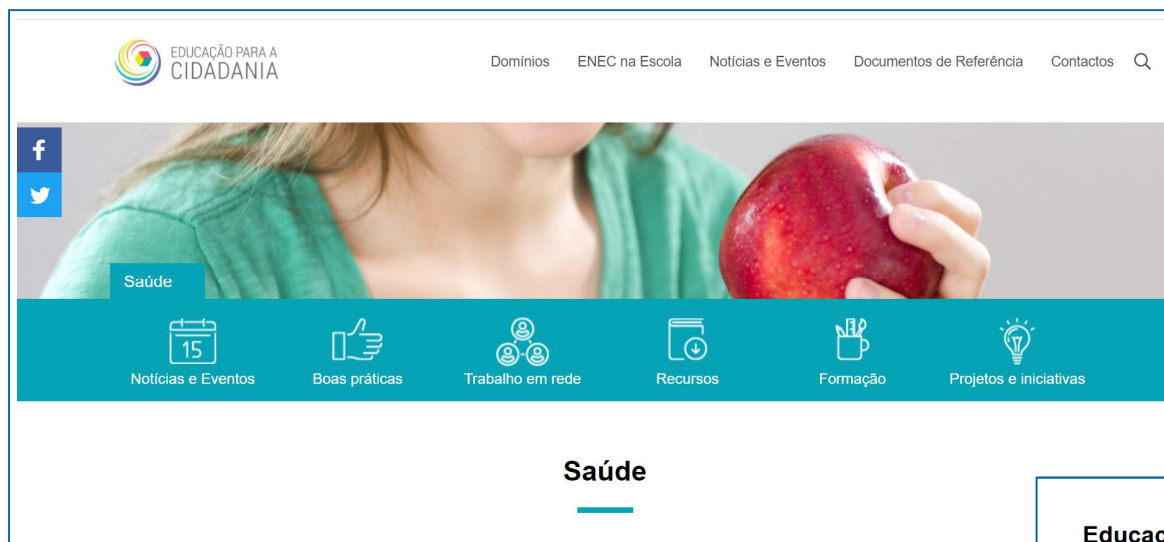 EDUCAÇÃO PARA A
CIDADANIA
Domínios ENEC na Escola Notícias e Eventos Documentos de Referência Contactos
f
Saúde
15
Notícias e Eventos Boas práticas Trabalho em rede Recursos Formação Projetos e iniciativas
Saúde